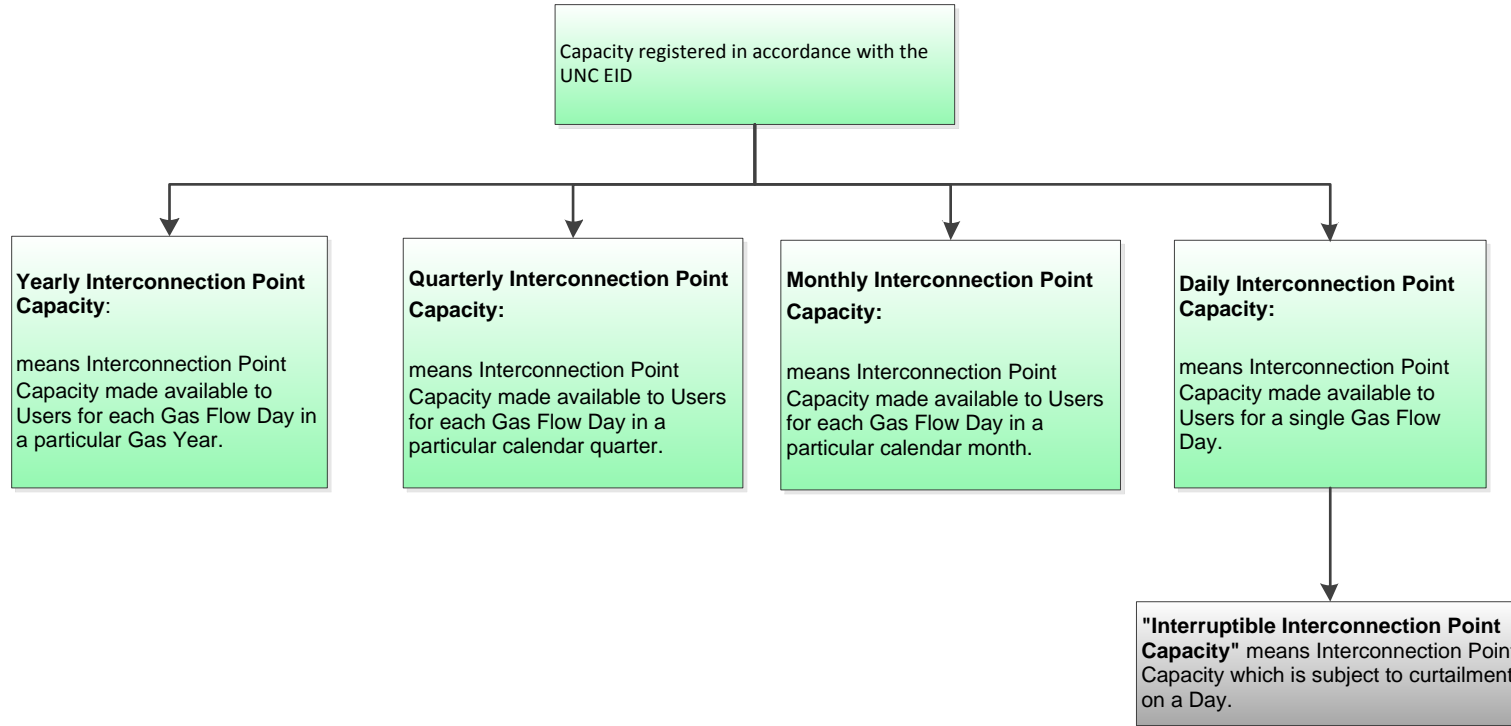 Capacity registered in accordance with the
UNC EID
Yearly Interconnection Point
Capacity:
means Interconnection Point
Capacity made available to
Users for each Gas Flow Day in
a particular Gas Year.
Quarterly Interconnection Point
Capacity:
means Interconnection Point
Capacity made available to Users
for each Gas Flow Day in a
particular calendar quarter.
Monthly Interconnection Point
Capacity:
means Interconnection Point
Capacity made available to Users
for each Gas Flow Day in a
particular calendar month.
Daily Interconnection Point
Capacity:
means Interconnection Point
Capacity made available to
Users for a single Gas Flow
Day.
"Interruptible Interconnection Point
Capacity" means Interconnection Point
Capacity which is subject to curtailment
on a Day.